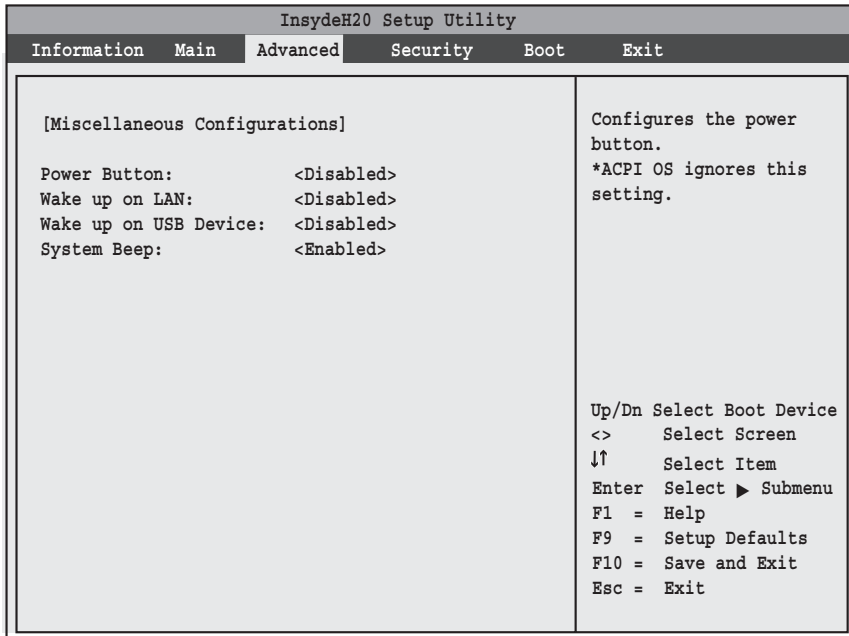 InsydeH20 Setup Utility
Information Main Advanced Security Boot Exit
[Miscellaneous Configurations]
Power Button: <Disabled>
Wake up on LAN: <Disabled>
Wake up on USB Device: <Disabled>
System Beep: <Enabled>
Configures the power
button.
*ACPI OS ignores this
setting.
Up/Dn Select Boot Device
<> Select Screen
↓↑ Select Item
Enter Select ▶ Submenu
F1 = Help
F9 = Setup Defaults
F10 = Save and Exit
Esc = Exit